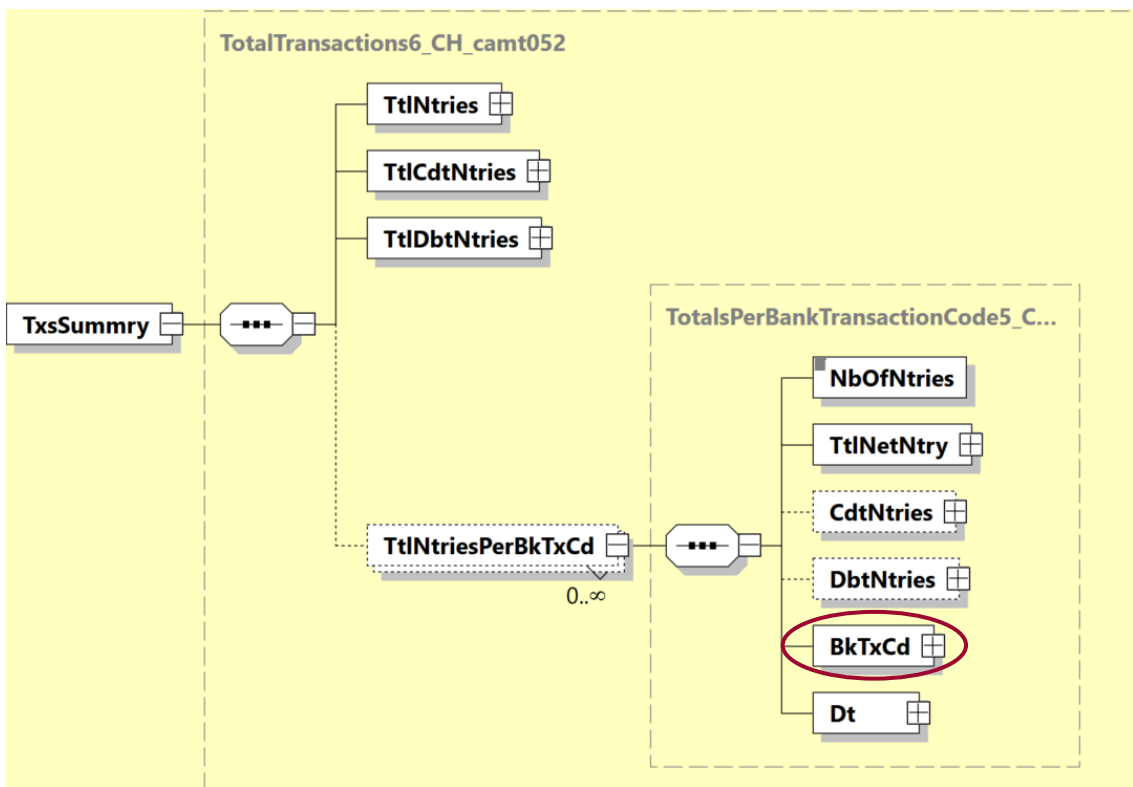 TotalTransactions6_CH_camt052
TtlNtries
TtlCdtNtries
TtlDbtNtries
TxsSummry
TotalsPerBankTransactionCode5_C...
NbOfNtries
TtlNetNtry
CdtNtries
TtlNtriesPerBkTxCd
0..∞
DbtNtries
BkTxCd
Dt